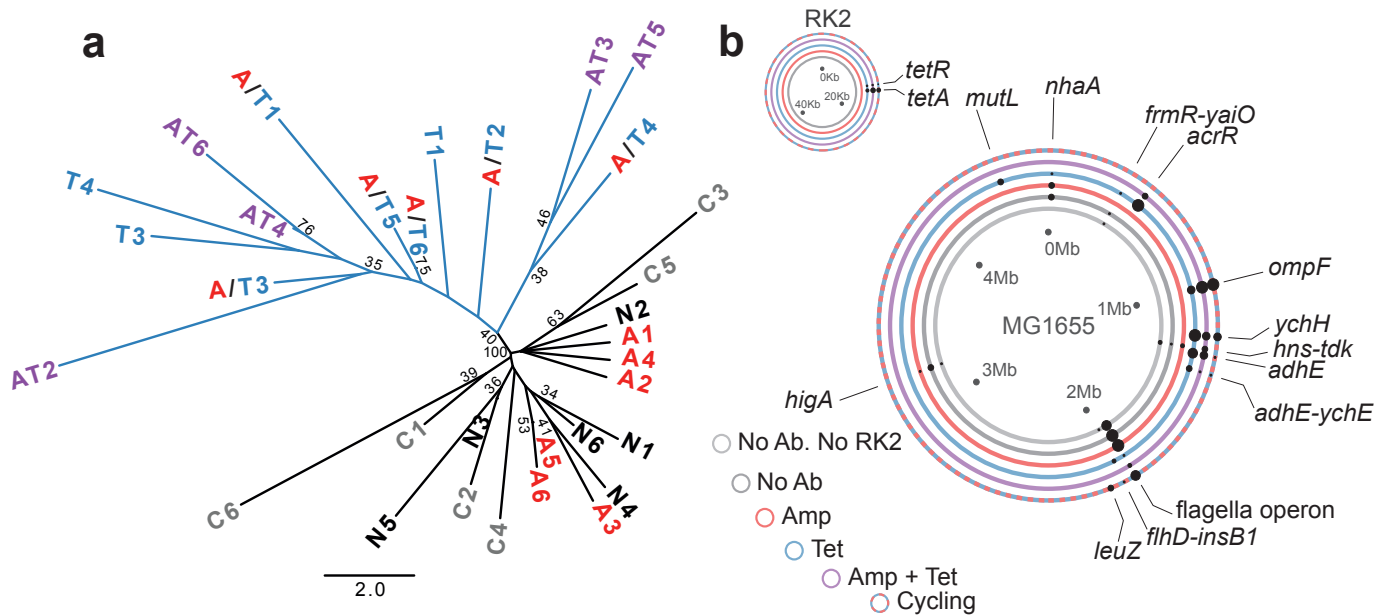 a
AT3
AT5
A/T1
AT6
T1
A/T2
A/T4
T4
A/T5
A/T6
C3
AT4
76
46
T3
35
75
38
C5
A/T3
63
N2
40
A1
100
A4
AT2
A2
39
36
34
C1
N3
53
41
A5
N6
N1
C6
A6
C2
N4
N5
C4
A3
2.0
b
RK2
0Kb
20Kb
40Kb
tetR
tetA
mutL
nhaA
frmR-yaiO
acrR
0Mb
4Mb
ompF
1Mb
MG1655
ychH
hns-tdk
adhE
3Mb
2Mb
higA
adhE-ychE
No Ab. No RK2
No Ab
Amp
flagella operon
Tet
flhD-insB1
leuZ
Amp + Tet
Cycling